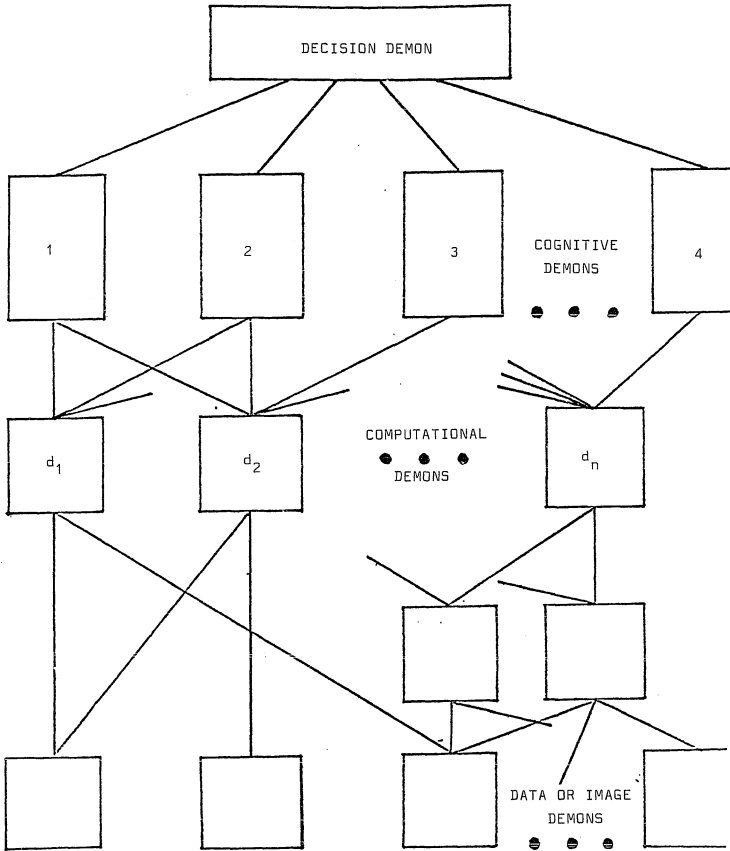 DECISION DEMON
1
2
3
4
COGNITIVE
DEMONS
d1
d2
dn
COMPUTATIONAL
DEMONS
DATA OR IMAGE
DEMONS